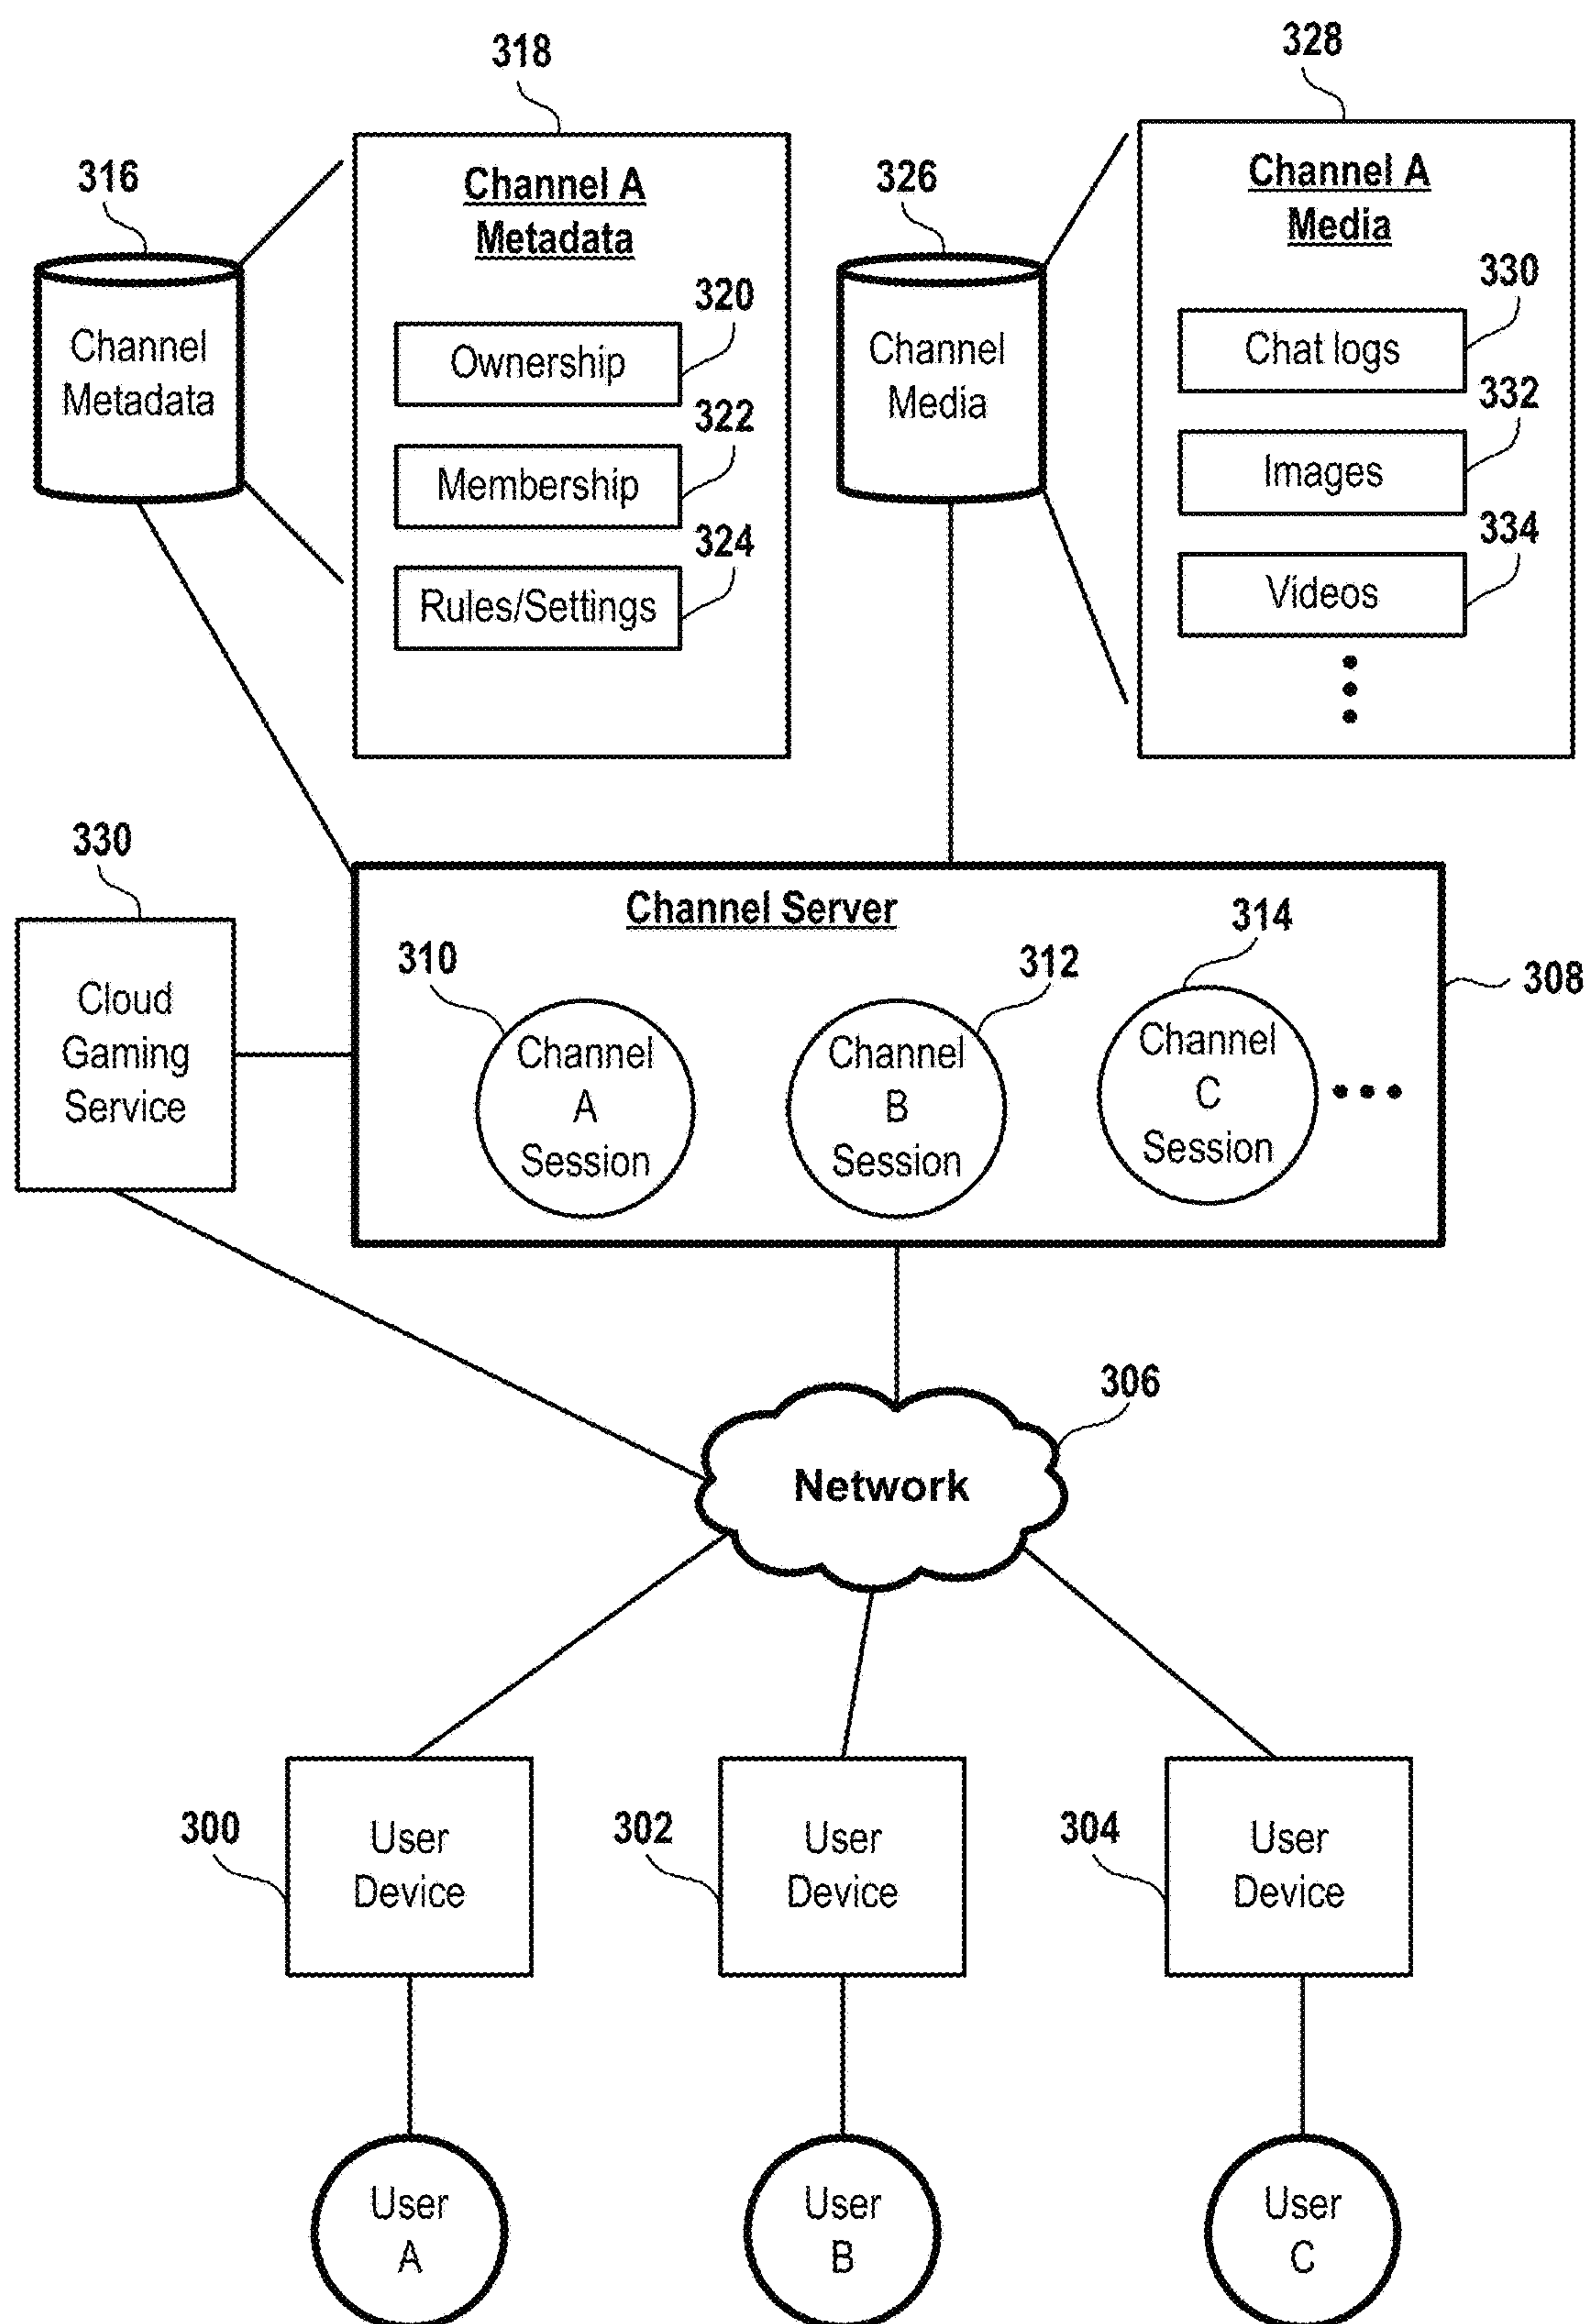 318
328
316
Channel A
Metadata
326
Channel A
Media
Channel
Metadata
320
Ownership
322
Membership
324
Rules/Settings
Channel
Media
330
Chat logs
332
Images
334
Videos
330
Cloud
Gaming
Service
Channel Server
310
312
314
308
Channel
A
Session
Channel
B
Session
Channel
C
Session
306
Network
300
User
Device
302
User
Device
304
User
Device
User
A
User
B
User
C